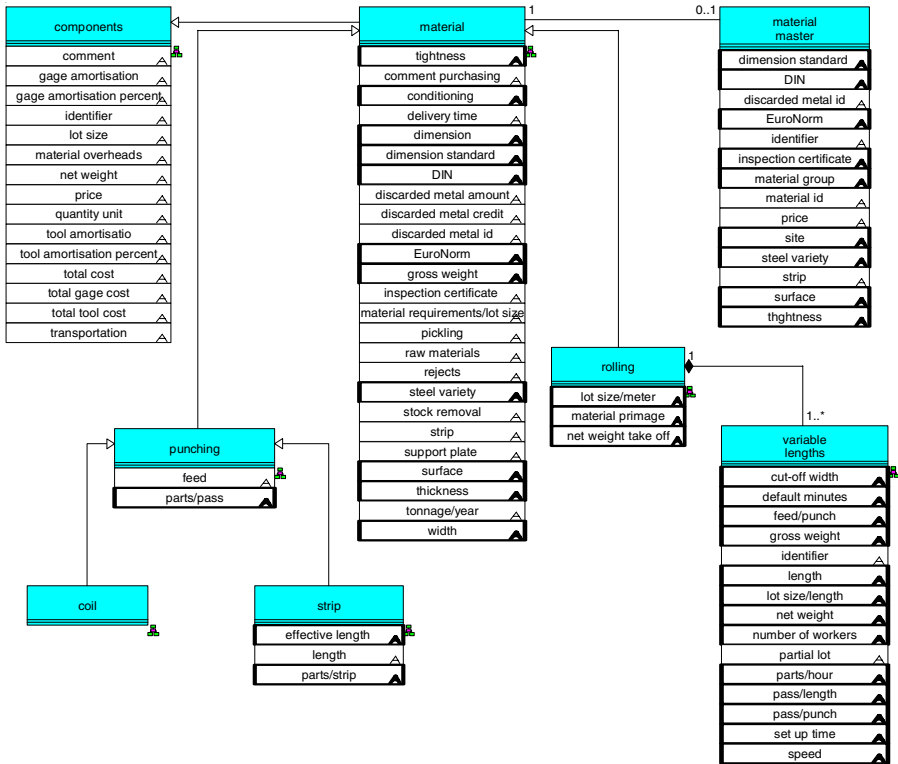 components
comment
gage amortisation
gage amortisation percent
identifier
lot size
material overheads
net weight
price
quantity unit
tool amortisatio
tool amortisation percent
total cost
total gage cost
total tool cost
transportation
material
tightness
comment purchasing
conditioning
delivery time
dimension
dimension standard
DIN
discarded metal amount
discarded metal credit
discarded metal id
EuroNorm
gross weight
inspection certificate
material requirements/lot size
pickling
raw materials
rejects
steel variety
stock removal
strip
support plate
surface
thickness
tonnage/year
width
1
0..1
material
master
dimension standard
DIN
discarded metal id
EuroNorm
identifier
inspection certificate
material group
material id
price
site
steel variety
strip
surface
thghtness
rolling
lot size/meter
material primage
net weight take off
1
1..*
variable
lengths
cut-off width
default minutes
feed/punch
gross weight
identifier
length
lot size/length
net weight
number of workers
partial lot
parts/hour
pass/length
pass/punch
set up time
speed
punching
feed
parts/pass
coil
strip
effective length
length
parts/strip